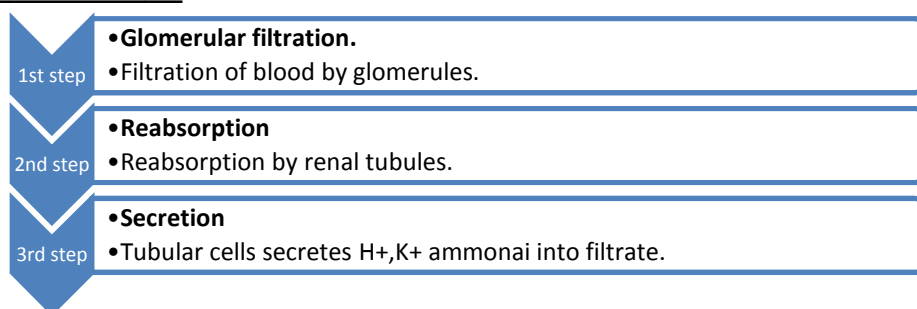 •Glomerular filtration.
1st step
•Filtration of blood by glomerules.
•Reabsorption
2nd step
•Reabsorption by renal tubules.
•Secretion
3rd step
•Tubular cells secretes H+,K+ ammonai into filtrate.